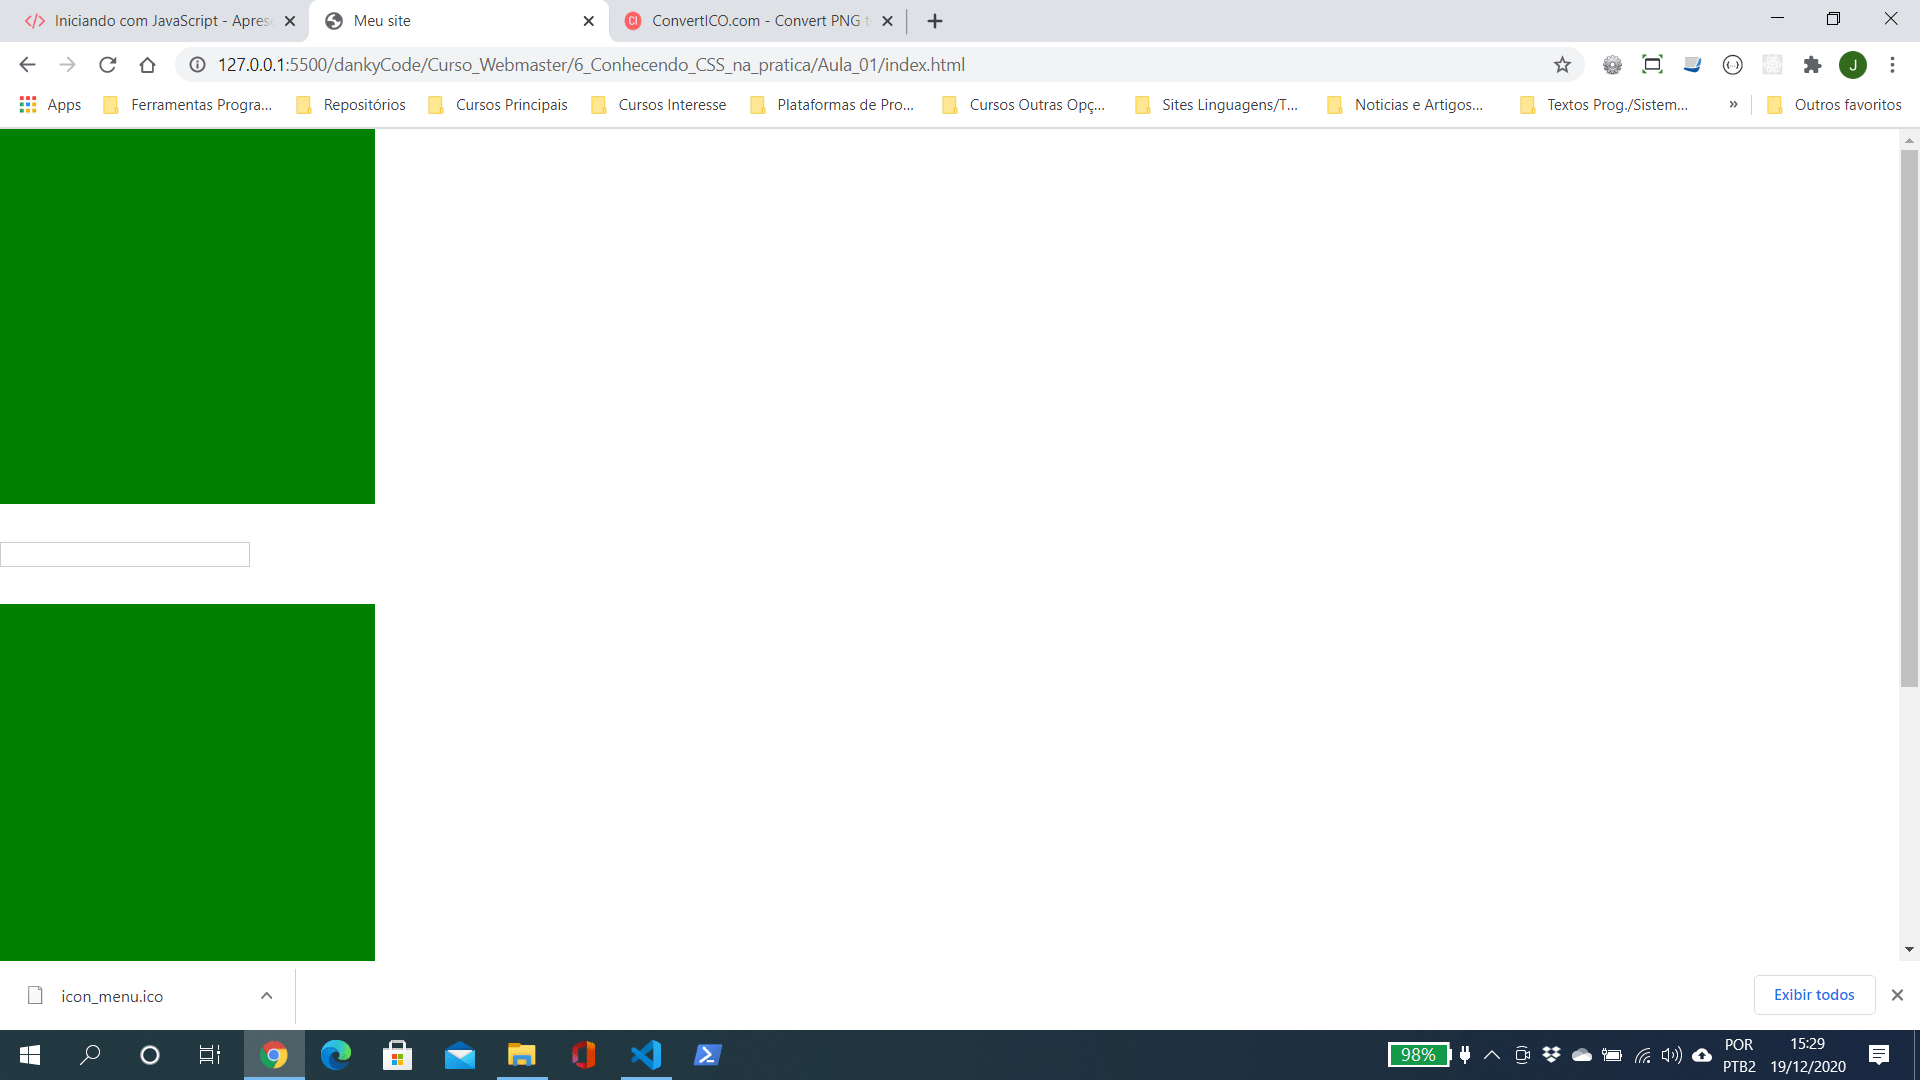 Iniciando com JavaScript - Apres
Meu site
ConvertICO.com - Convert PNG t
127.0.0.1:5500/dankyCode/Curso_Webmaster/6_Conhecendo_CSS_na_pratica/Aula_01/index.html
J
Apps
Ferramentas Progra...
Repositórios
Cursos Principais
Cursos Interesse
Plataformas de Pro...
Cursos Outras Opç...
Sites Linguagens/T...
Noticias e Artigos...
Textos Prog./Sistem...
»
Outros favoritos
icon_menu.ico
Exibir todos
98%
POR
PTB2
15:29
19/12/2020